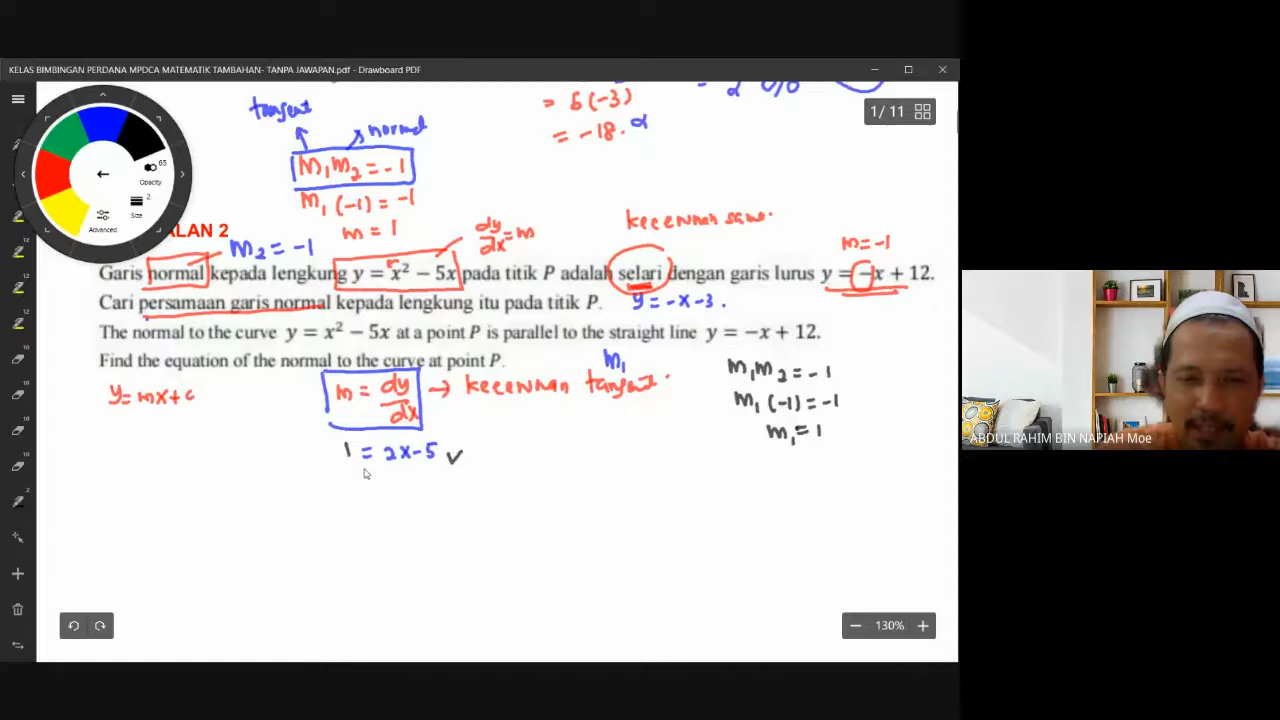 KELAS BIMBINGAN PERDANA MPDCA MATEMATIK TAMBAHAN- TANPA JAWAPAN.pdf - Drawboard PDF
1/ 11
65
Opacity
2
Size
Advanced
tangent
normal
= 6(-3)
= -18.
m₁m₂ = -1
m₁(-1) = -1
m = 1
ALAN 2
m₂ = -1
dy/dx = m
kecerunan sama.
m = -1
Garis normal kepada lengkung y = x² − 5x pada titik P adalah selari dengan garis lurus y = −x + 12.
Cari persamaan garis normal kepada lengkung itu pada titik P.
y = -x - 3.
The normal to the curve y = x² − 5x at a point P is parallel to the straight line y = −x + 12.
Find the equation of the normal to the curve at point P.
m₁
y = mx + c
m = dy/dx → kecerunan tangent.
1 = 2x - 5 ✓
m₁m₂ = -1
m₁(-1) = -1
m₁ = 1
ABDUL RAHIM BIN NAPIAH Moe
130%